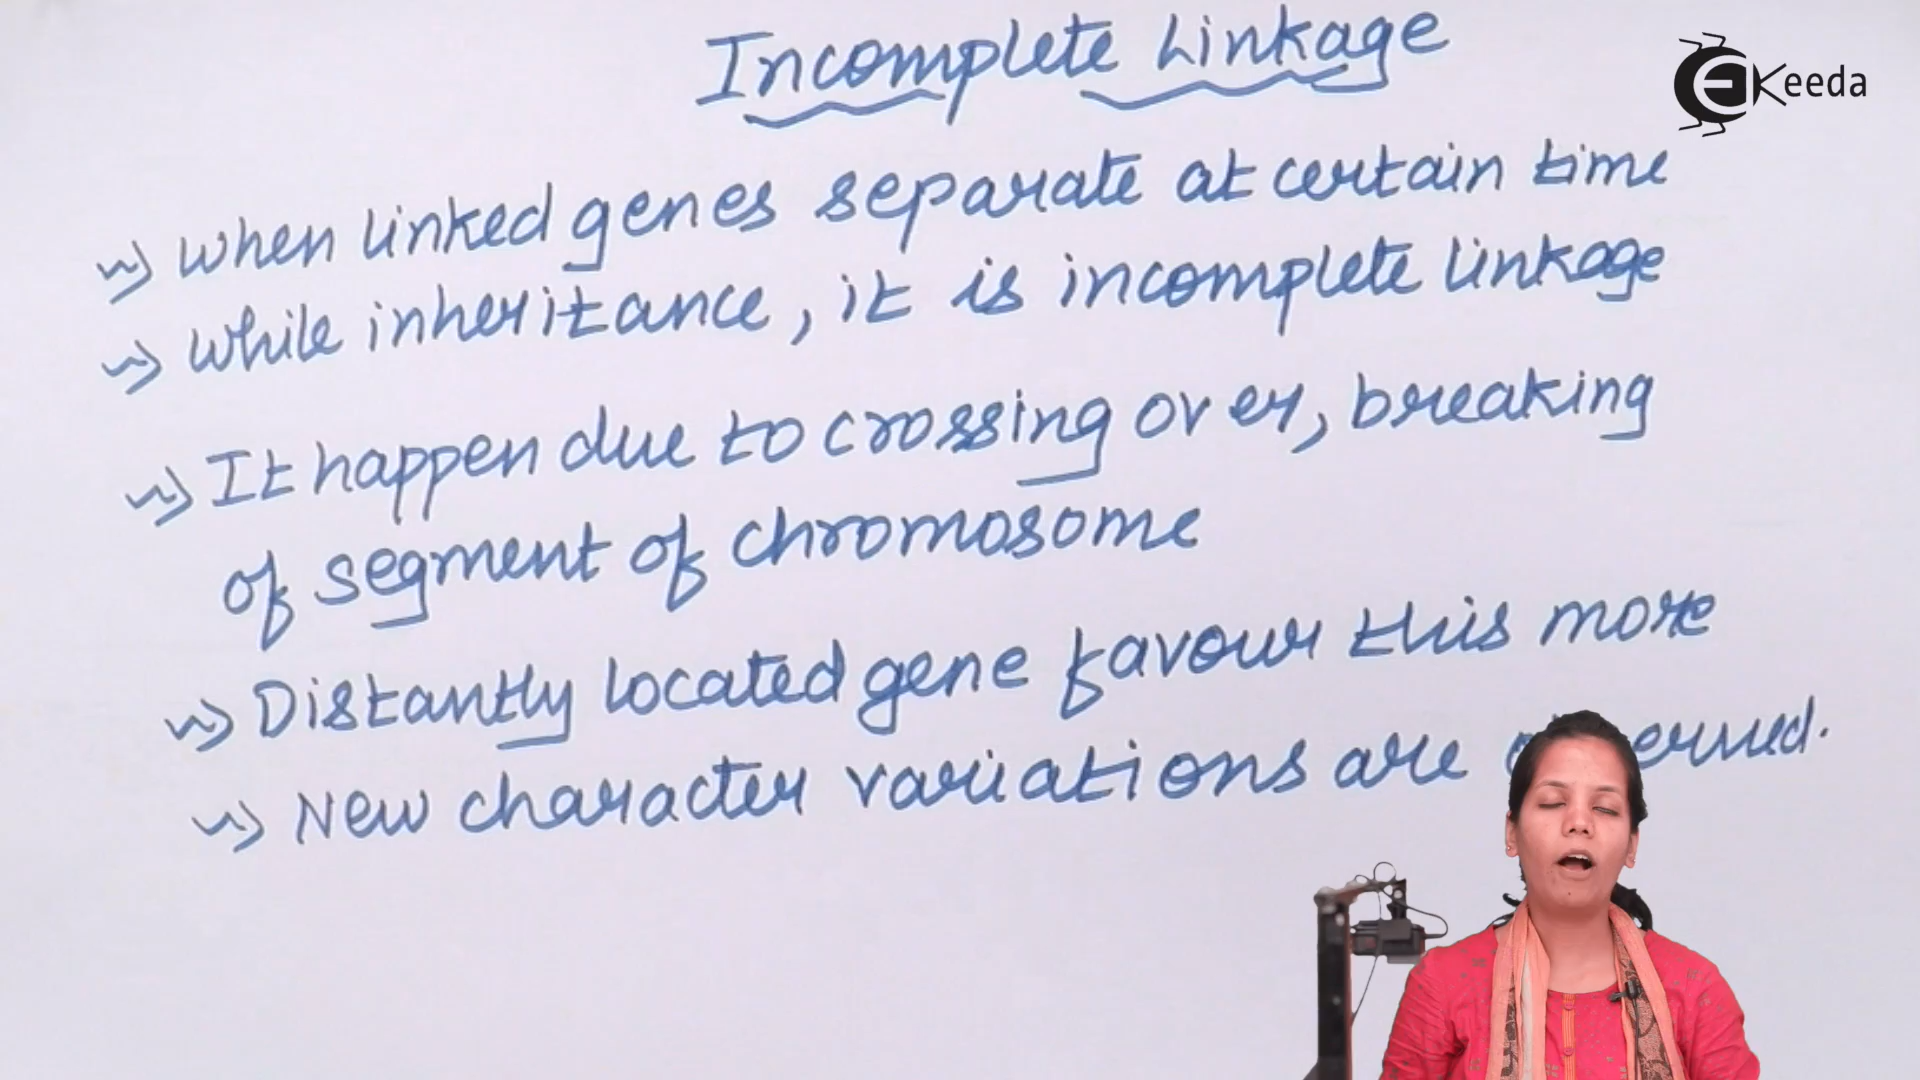 Incomplete Linkage
EKeeda
⇝ When linked genes separate at certain time
⇝ While inheritance, it is incomplete linkage
⇝ It happen due to crossing over, breaking
of segment of chromosome
⇝ Distantly located gene favour this more
⇝ New character variations are